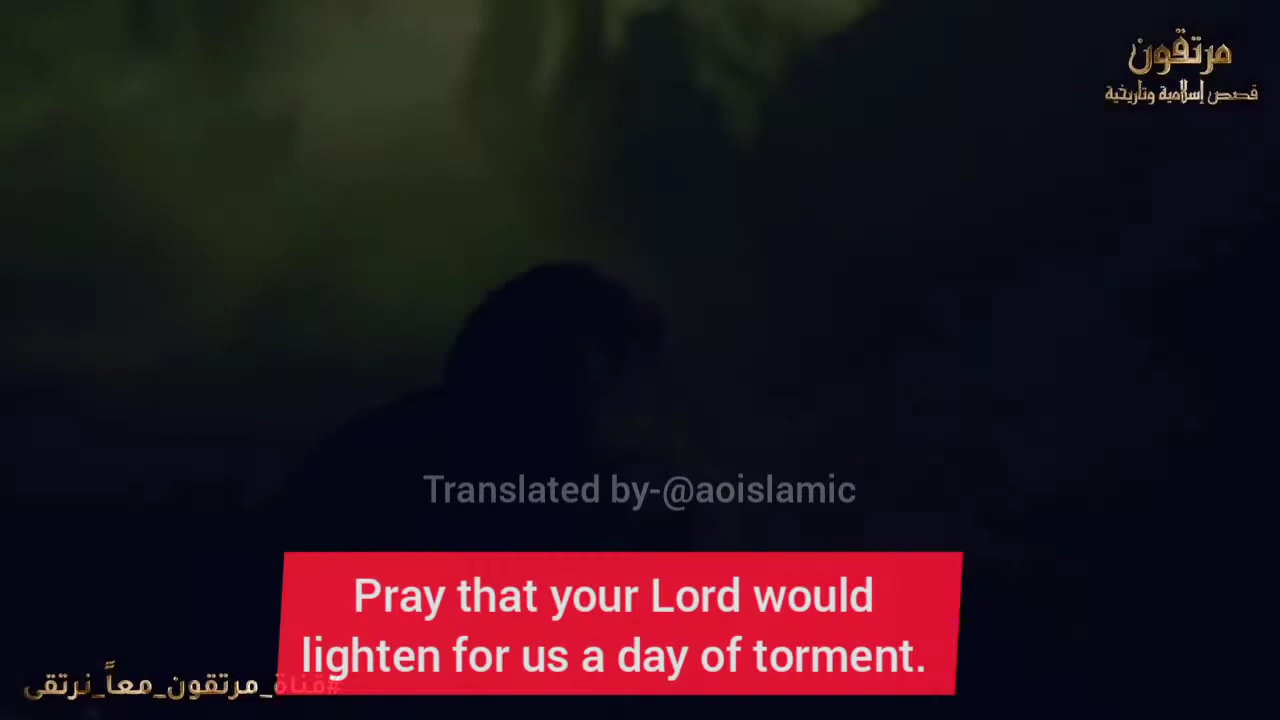 مرتقون
قصص إسلامية وتاريخية
Translated by-@aoislamic
Pray that your Lord would
lighten for us a day of torment.
#قناة_مرتقون_معاً_نرتقى